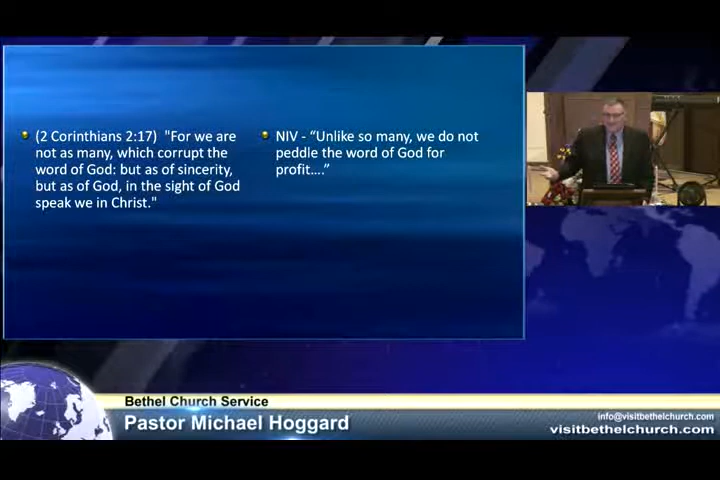 (2 Corinthians 2:17) "For we are
not as many, which corrupt the
word of God: but as of sincerity,
but as of God, in the sight of God
speak we in Christ."
NIV - “Unlike so many, we do not
peddle the word of God for
profit….”
Bethel Church Service
Pastor Michael Hoggard
info@visitbethelchurch.com
visitbethelchurch.com